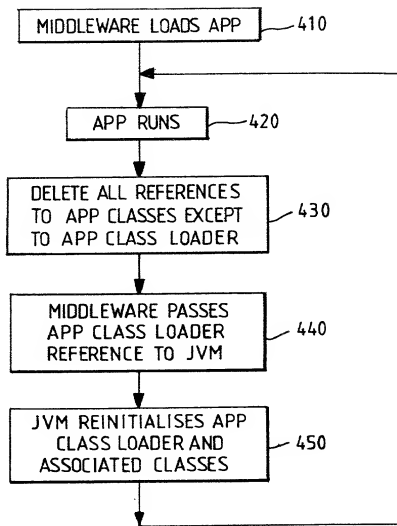 MIDDLEWARE LOADS APP
410
APP RUNS
420
DELETE ALL REFERENCES
TO APP CLASSES EXCEPT
TO APP CLASS LOADER
430
MIDDLEWARE PASSES
APP CLASS LOADER
REFERENCE TO JVM
440
JVM REINITIALISES APP
CLASS LOADER AND
ASSOCIATED CLASSES
450